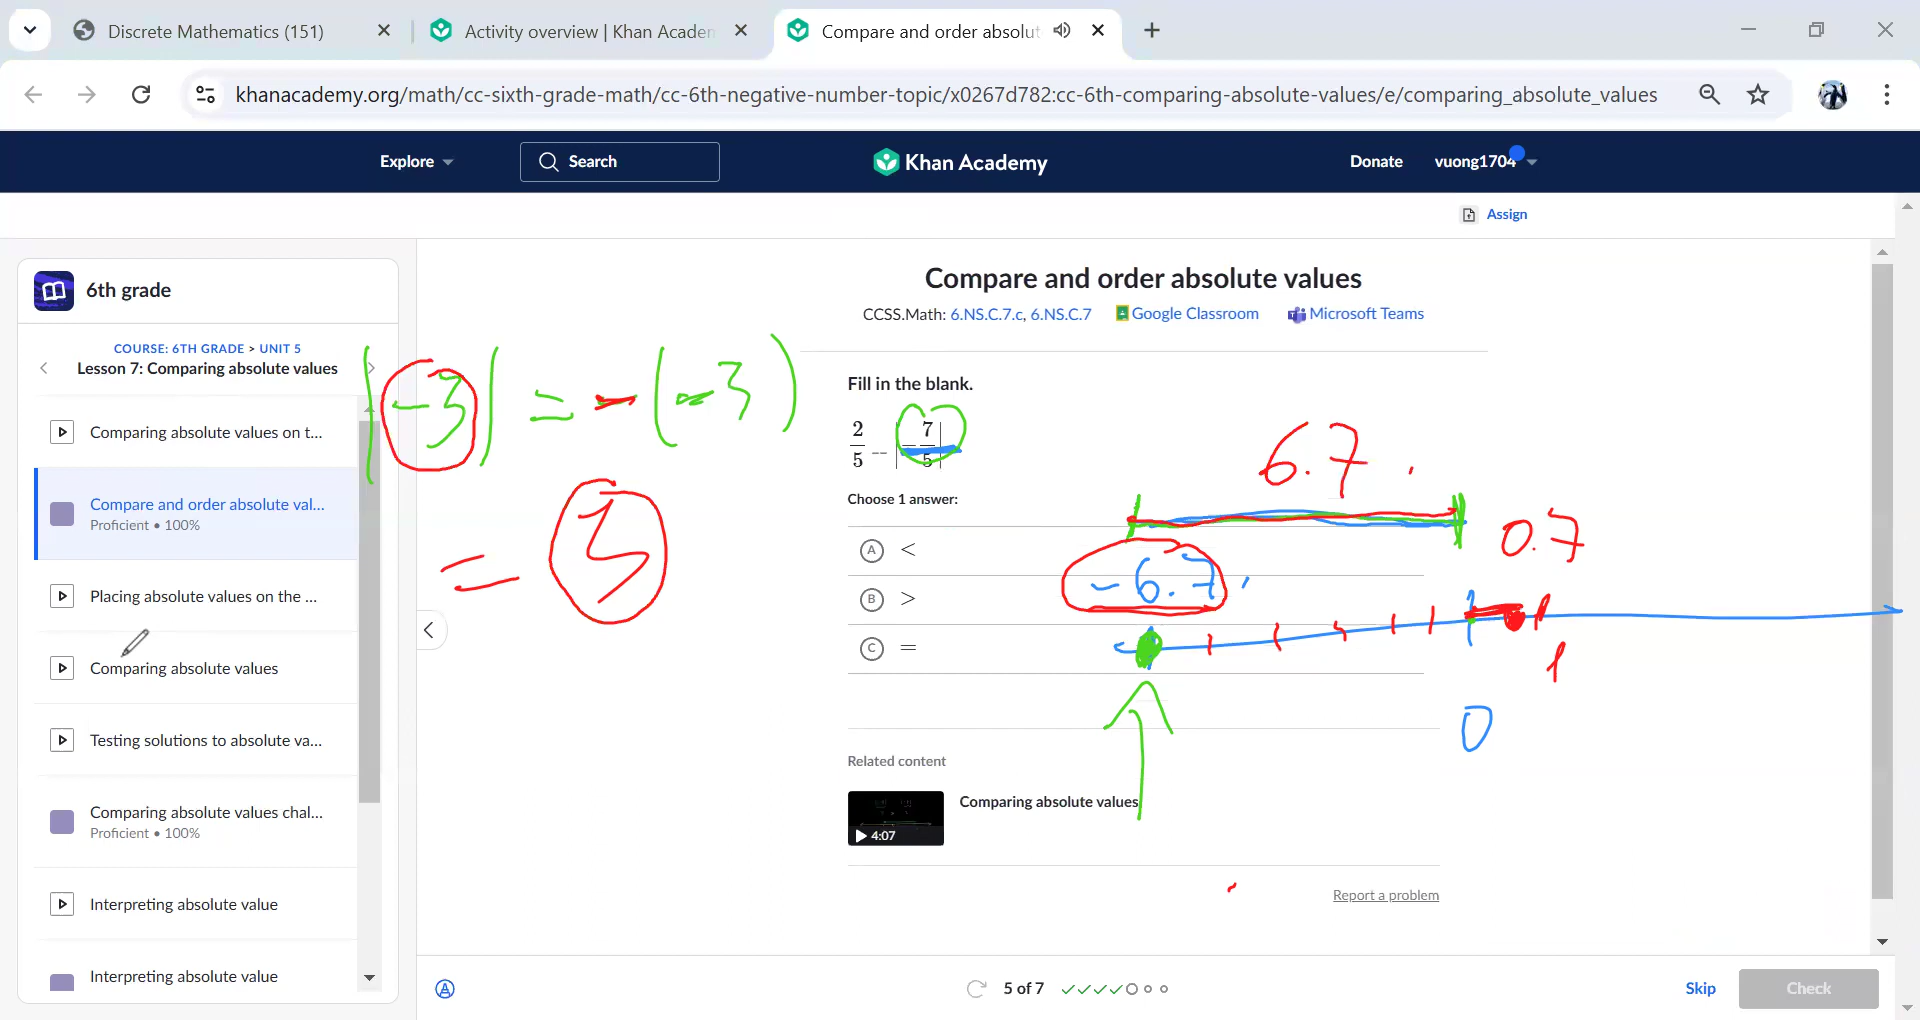 Discrete Mathematics (151)
Activity overview | Khan Academ
Compare and order absolut
khanacademy.org/math/cc-sixth-grade-math/cc-6th-negative-number-topic/x0267d782:cc-6th-comparing-absolute-values/e/comparing_absolute_values
Explore
Search
Khan Academy
Donate
vuong1704
Assign
6th grade
COURSE: 6TH GRADE > UNIT 5
Lesson 7: Comparing absolute values
Comparing absolute values on t...
Compare and order absolute val...
Proficient • 100%
Placing absolute values on the ...
Comparing absolute values
Testing solutions to absolute va...
Comparing absolute values chal...
Proficient • 100%
Interpreting absolute value
Interpreting absolute value
|-3| = -(-3)
= 3
Compare and order absolute values
CCSS.Math: 6.NS.C.7.c, 6.NS.C.7
Google Classroom
Microsoft Teams
Fill in the blank.
2/5 __ |-7/5|
Choose 1 answer:
A <
B >
C =
6.7
0.7
-6.7
1
0
Related content
Comparing absolute values
4:07
Report a problem
5 of 7
Skip
Check